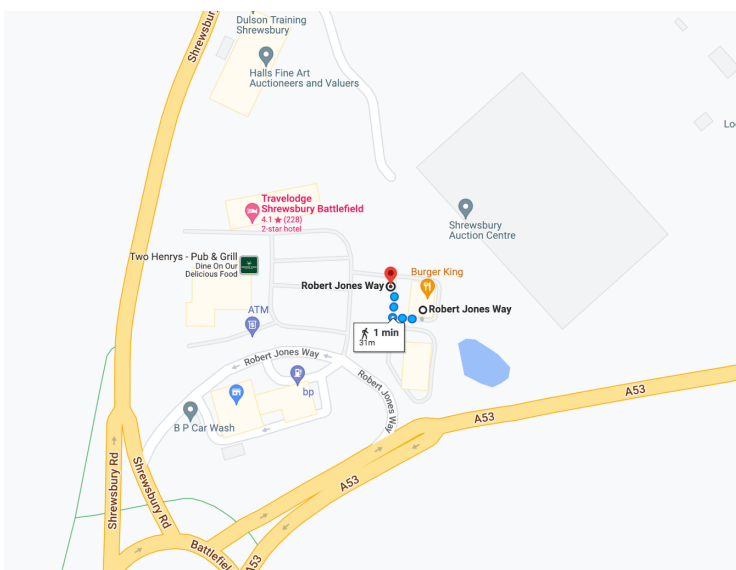 Dulson Training
Shrewsbury
Shrewsbur
Halls Fine Art
Auctioneers and Valuers
Lo
Travelodge
Shrewsbury Battlefield
4.1 ★ (228)
2-star hotel
Shrewsbury
Auction Centre
Two Henrys - Pub & Grill
Dine On Our
Delicious Food
Burger King
Robert Jones Way
Robert Jones Way
ATM
1 min
31m
Robert Jones Way
bp
Robert Jones Way
B P Car Wash
A53
A53
Shrewsbury Rd
Shrewsbury Rd
A53
Battlefiel
A53